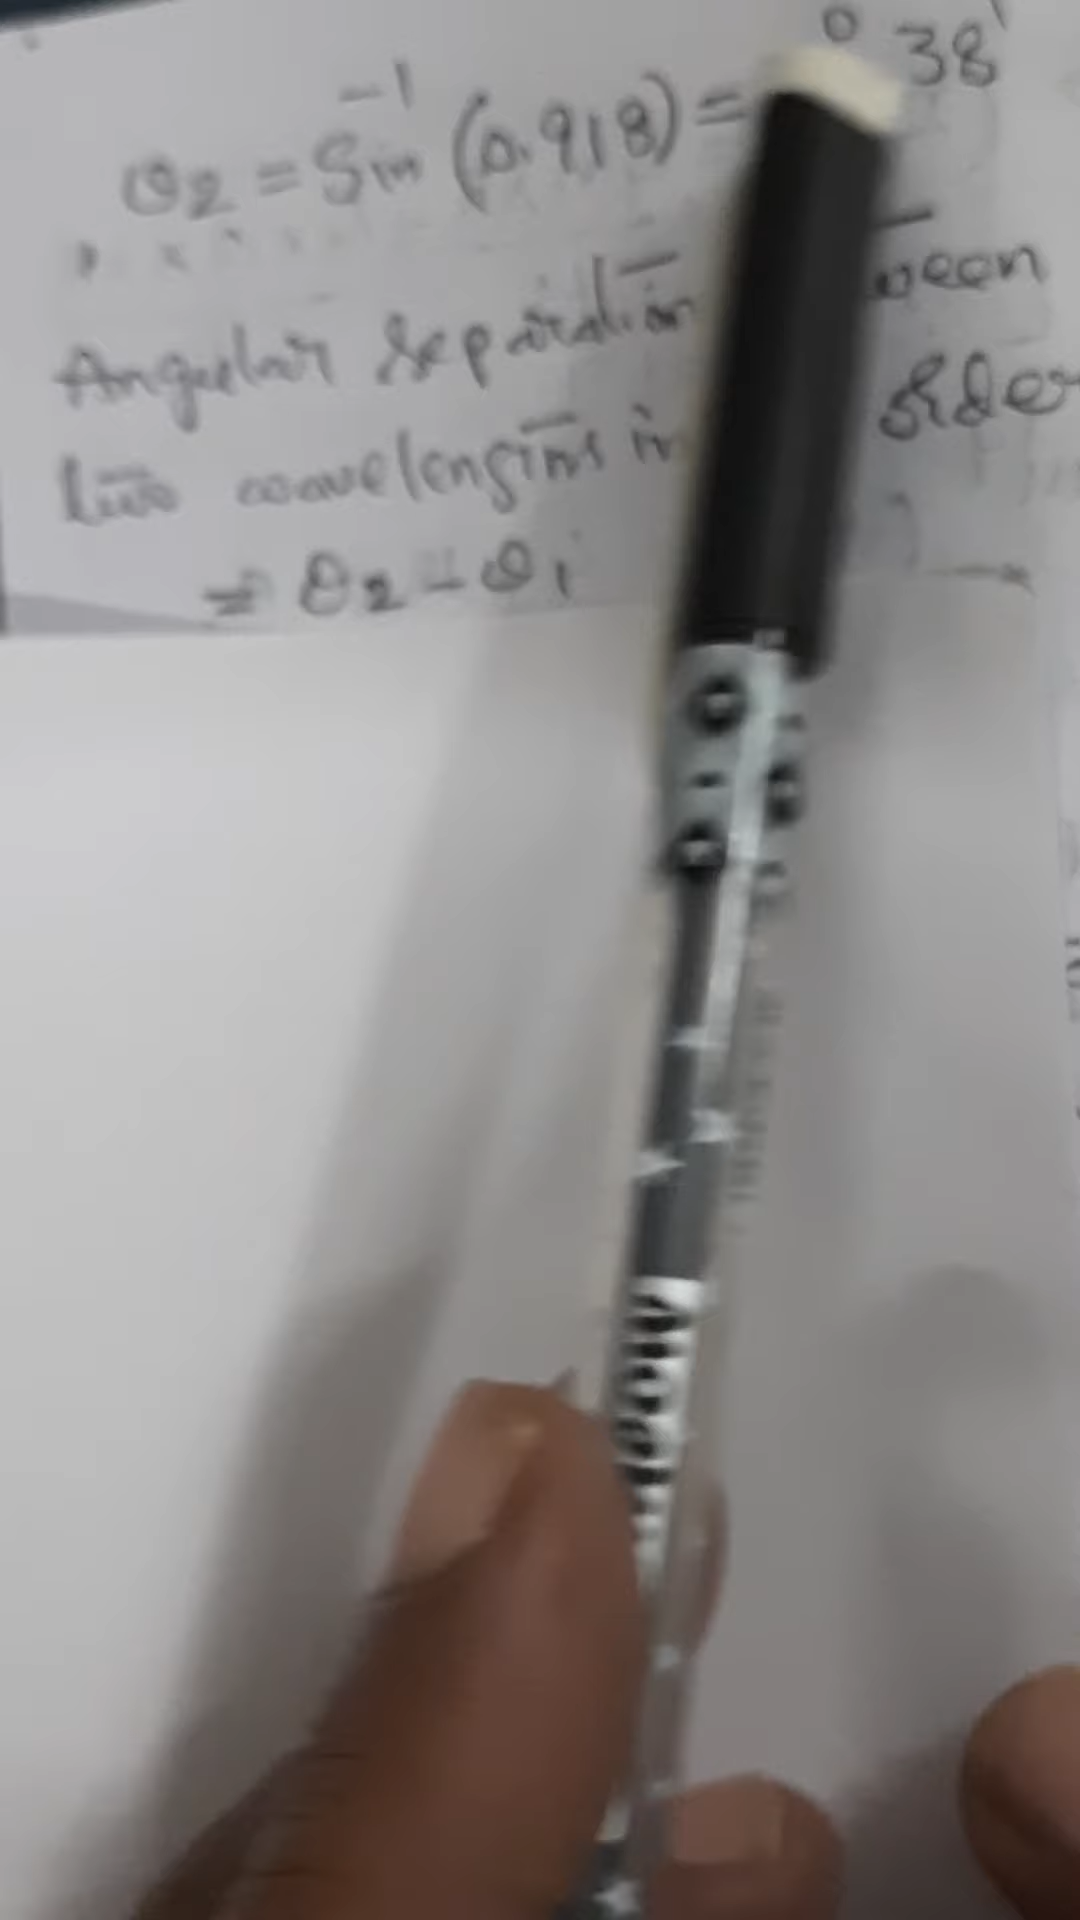 θ2 = Sin⁻¹ (0.918) = ° 38'
Angular separation ween
two wavelengths in order
= θ2 - θ1